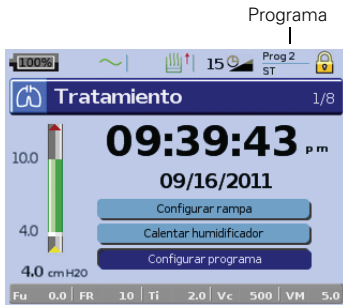 Programa
100%
15
Prog 2
ST
Tratamiento 1/8
10.0
09:39:43 pm
09/16/2011
Configurar rampa
4.0
Calentar humidificador
Configurar programa
4.0 cm H2O
Fu 0.0 FR 10 Ti 2.0 Vc 500 VM 5.0